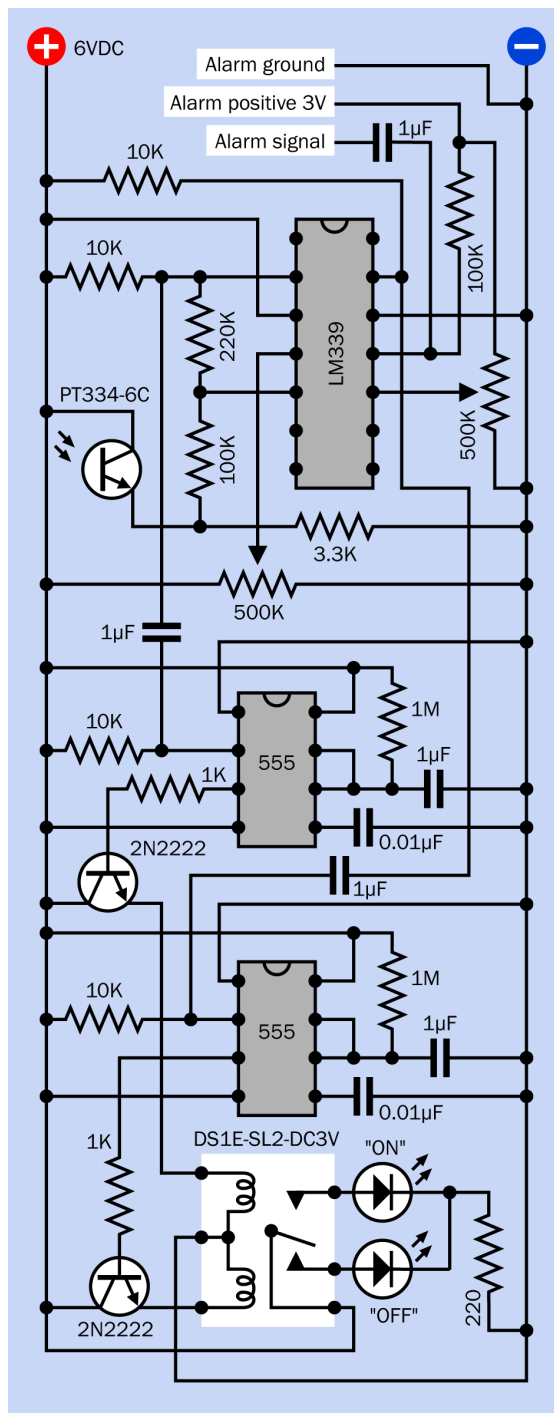 +
6VDC
−
Alarm ground
Alarm positive 3V
Alarm signal
1μF
10K
100K
10K
220K
LM339
PT334-6C
100K
500K
3.3K
500K
1μF
1M
10K
555
1μF
1K
0.01μF
2N2222
1μF
1M
10K
555
1μF
0.01μF
DS1E-SL2-DC3V
"ON"
1K
"OFF"
220
2N2222